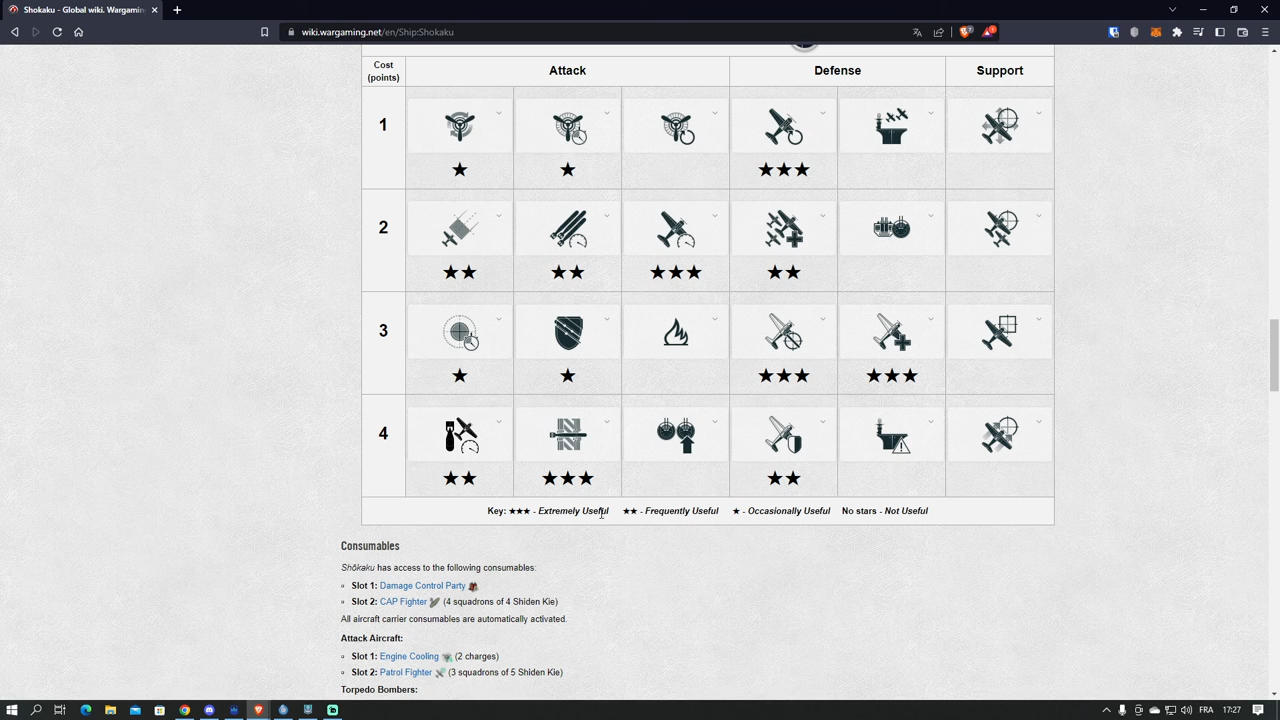 Shokaku - Global wiki. Wargamin
wiki.wargaming.net/en/Ship:Shokaku
Cost (points)
Attack
Defense
Support
1
★
★
★★★
2
★★
★★
★★★
★★
3
★
★
★★★
★★★
4
★★
★★★
★★
Key: ★★★ - Extremely Useful ★★ - Frequently Useful ★ - Occasionally Useful No stars - Not Useful
Consumables
Shōkaku has access to the following consumables:
Slot 1: Damage Control Party
Slot 2: CAP Fighter (4 squadrons of 4 Shiden Kie)
All aircraft carrier consumables are automatically activated.
Attack Aircraft:
Slot 1: Engine Cooling (2 charges)
Slot 2: Patrol Fighter (3 squadrons of 5 Shiden Kie)
Torpedo Bombers:
FRA
17:27